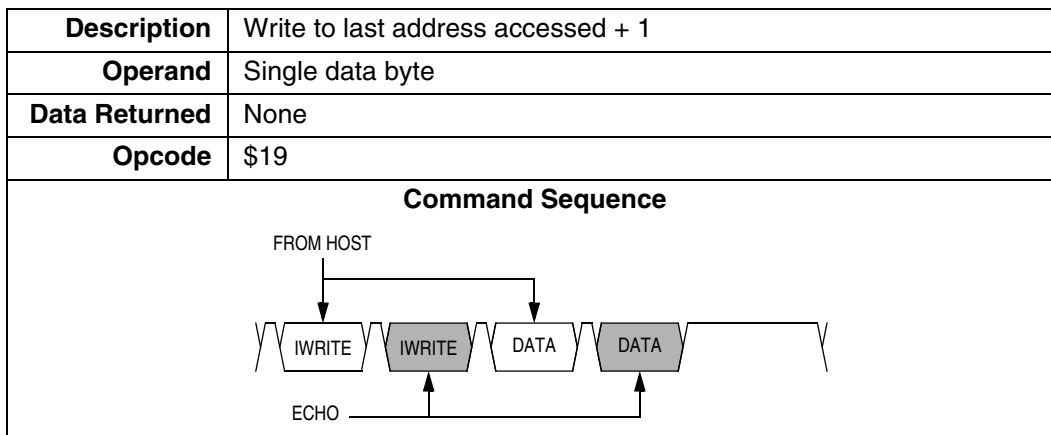 Description Write to last address accessed + 1
Operand Single data byte
Data Returned None
Opcode $19
Command Sequence
FROM HOST
IWRITE IWRITE DATA DATA
ECHO